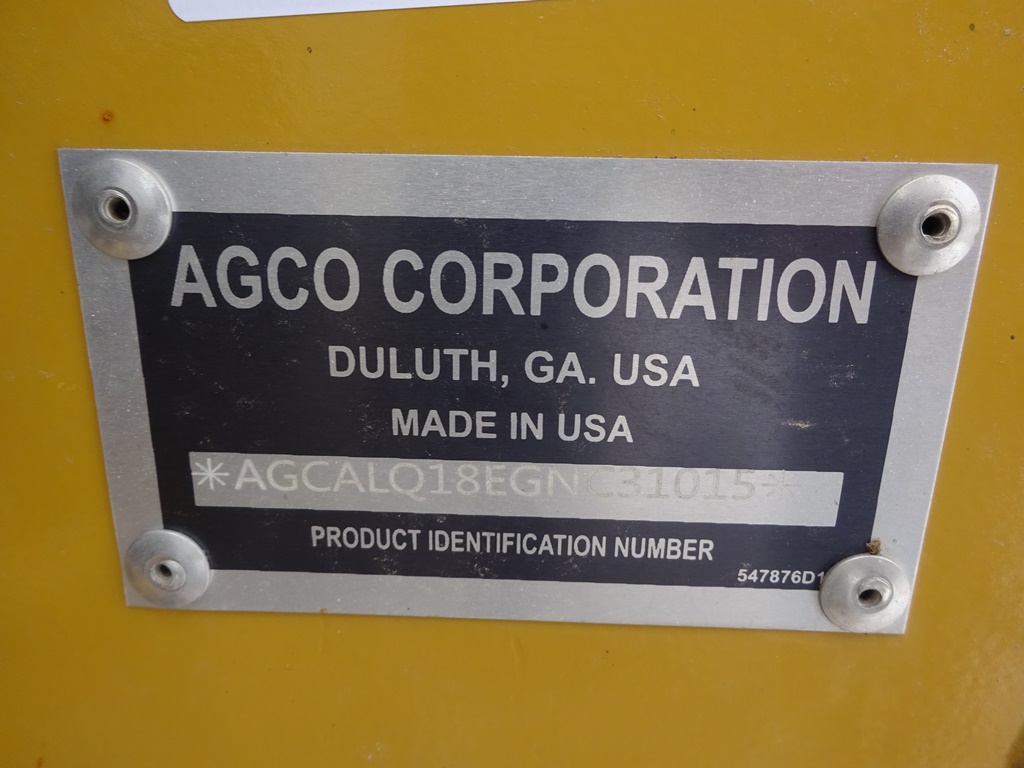 AGCO CORPORATION
DULUTH, GA. USA
MADE IN USA
*AGCALQ18EGNC31015*
PRODUCT IDENTIFICATION NUMBER
547876D1